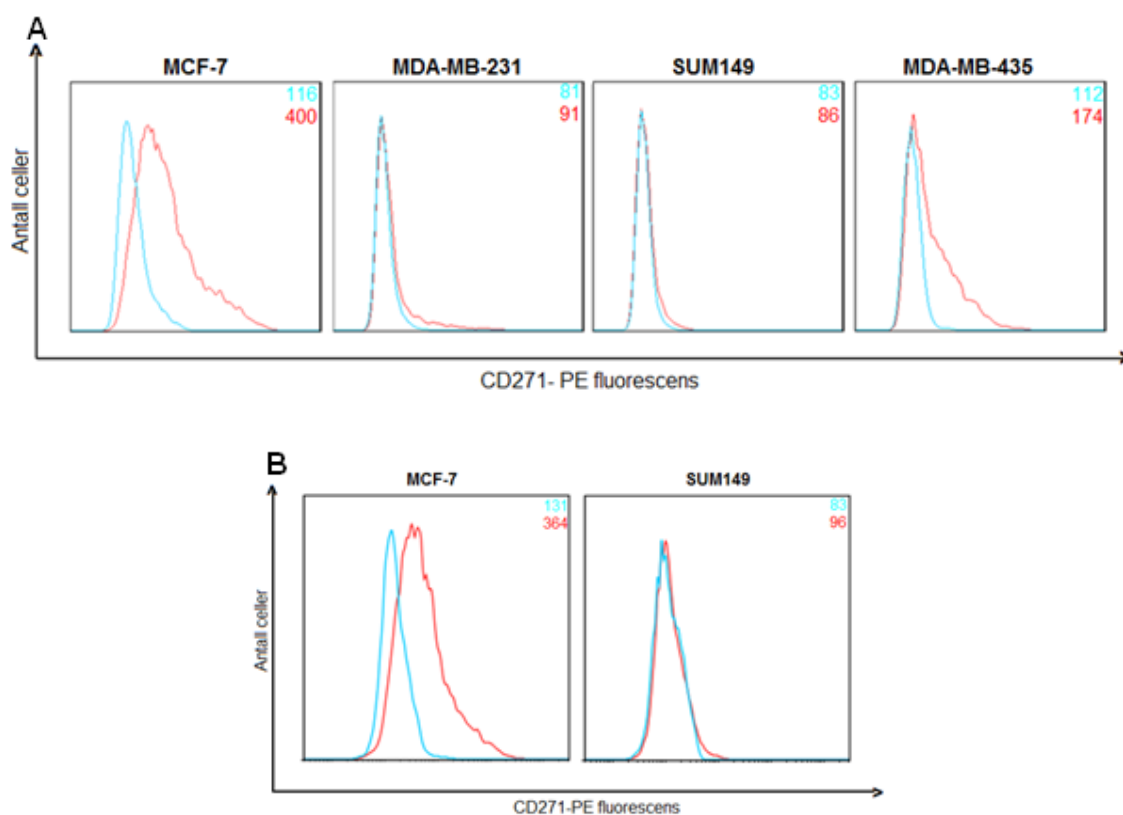 A
MCF-7
116
400
MDA-MB-231
81
91
SUM149
83
86
MDA-MB-435
112
174
Antall celler
CD271- PE fluorescens
B
MCF-7
131
364
SUM149
83
96
Antall celler
CD271-PE fluorescens